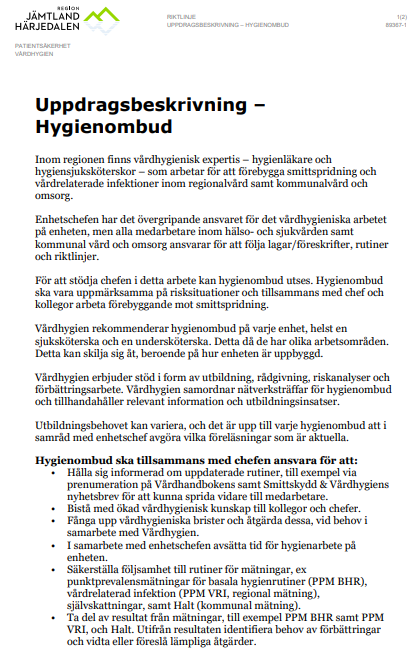 REGION
JÄMTLAND
HÄRJEDALEN
RIKTLINJE
UPPDRAGSBESKRIVNING – HYGIENOMBUD
1(2)
89367-1
PATIENTSÄKERHET
VÅRDHYGIEN
Uppdragsbeskrivning –
Hygienombud
Inom regionen finns vårdhygienisk expertis – hygienläkare och
hygiensjuksköterskor – som arbetar för att förebygga smittspridning och
vårdrelaterade infektioner inom regionalvård samt kommunalvård och
omsorg.
Enhetschefen har det övergripande ansvaret för det vårdhygieniska arbetet
på enheten, men alla medarbetare inom hälso- och sjukvården samt
kommunal vård och omsorg ansvarar för att följa lagar/föreskrifter, rutiner
och riktlinjer.
För att stödja chefen i detta arbete kan hygienombud utses. Hygienombud
ska vara uppmärksamma på risksituationer och tillsammans med chef och
kollegor arbeta förebyggande mot smittspridning.
Vårdhygien rekommenderar hygienombud på varje enhet, helst en
sjuksköterska och en undersköterska. Detta då de har olika arbetsområden.
Detta kan skilja sig åt, beroende på hur enheten är uppbyggd.
Vårdhygien erbjuder stöd i form av utbildning, rådgivning, riskanalyser och
förbättringsarbete. Vårdhygien samordnar nätverksträffar för hygienombud
och tillhandahåller relevant information och utbildningsinsatser.
Utbildningsbehovet kan variera, och det är upp till varje hygienombud att i
samråd med enhetschef avgöra vilka föreläsningar som är aktuella.
Hygienombud ska tillsammans med chefen ansvara för att:
• Hålla sig informerad om uppdaterade rutiner, till exempel via
prenumeration på Vårdhandbokens samt Smittskydd & Vårdhygiens
nyhetsbrev för att kunna sprida vidare till medarbetare.
• Bistå med ökad vårdhygienisk kunskap till kollegor och chefer.
• Fånga upp vårdhygieniska brister och åtgärda dessa, vid behov i
samarbete med Vårdhygien.
• I samarbete med enhetschefen avsätta tid för hygienarbete på
enheten.
• Säkerställa följsamhet till rutiner för mätningar, ex
punktprevalensmätningar för basala hygienrutiner (PPM BHR),
vårdrelaterad infektion (PPM VRI, regional mätning),
självskattningar, samt Halt (kommunal mätning).
• Ta del av resultat från mätningar, till exempel PPM BHR samt PPM
VRI, och Halt. Utifrån resultaten identifiera behov av förbättringar
och vidta eller föreslå lämpliga åtgärder.